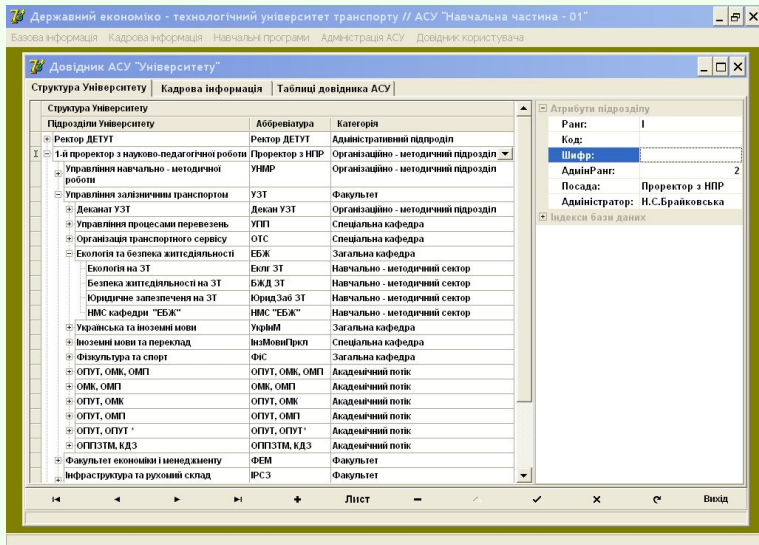 Державний економіко - технологічний університет транспорту // АСУ "Навчальна частина - 01"
Базова інформація Кадрова інформація Навчальні програми Адміністрація АСУ Довідник користувача
Довідник АСУ "Університету"
Структура Університету Кадрова інформація Таблиці довідника АСУ
Структура Університету
Підрозділи Університету Аббревіатура Категорія
Ректор ДЕТУТ Ректор ДЕТУТ Адміністративний підпроділ
1-й проректор з науково-педагогічної роботи Проректор з НПР Організаційно - методичний підрозділ
Управління навчально - методичної роботи УНМР Організаційно - методичний підрозділ
Управління залізничним транспортом УЗТ Факультет
Деканат УЗТ Декан УЗТ Організаційно - методичний підрозділ
Управління процесами перевезень УПП Спеціальна кафедра
Організація транспортного сервісу ОТС Спеціальна кафедра
Екологія та безпека життєдіяльності ЕБЖ Загальна кафедра
Екологія на ЗТ Еклг ЗТ Навчально - методичний сектор
Безпека життєдіяльності на ЗТ БЖД ЗТ Навчально - методичний сектор
Юридичне запезпеченя на ЗТ ЮридЗаб ЗТ Навчально - методичний сектор
НМС кафедри "ЕБЖ" НМС "ЕБЖ" Навчально - методичний сектор
Українська та іноземні мови УкрІнМ Загальна кафедра
Іноземні мови та переклад ІнзМовиПркл Спеціальна кафедра
Фізкультура та спорт ФіС Загальна кафедра
ОПУТ, ОМК, ОМП ОПУТ, ОМК, ОМП Академічний потік
ОМК, ОМП ОМК, ОМП Академічний потік
ОПУТ, ОМК ОПУТ, ОМК Академічний потік
ОПУТ, ОМП ОПУТ, ОМП Академічний потік
ОПУТ, ОПУТ * ОПУТ, ОПУТ* Академічний потік
ОППЗТМ, КДЗ ОППЗТМ, КДЗ Академічний потік
Факультет економіки і менеджменту ФЕМ Факультет
Інфраструктура та рухомий склад ІРСЗ Факультет
Атрибути підрозділу
Ранг: I
Код:
Шифр:
АдмінРанг: 2
Посада: Проректор з НПР
Адміністратор: Н.С.Брайковська
Індекси бази даних
Лист Вихід